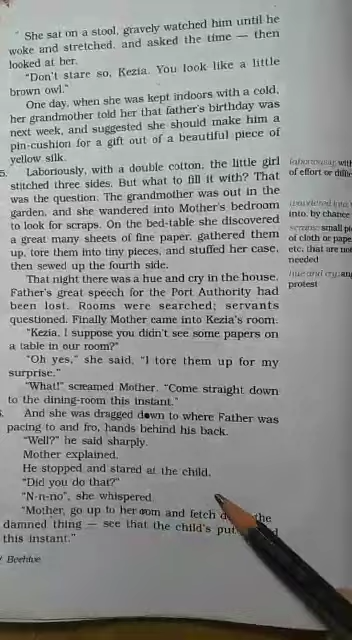 She sat on a stool, gravely watched him until he
woke and stretched, and asked the time — then
looked at her.
"Don't stare so, Kezia. You look like a little
brown owl."
One day, when she was kept indoors with a cold,
her grandmother told her that father's birthday was
next week, and suggested she should make him a
pin-cushion for a gift out of a beautiful piece of
yellow silk.
5. Laboriously, with a double cotton, the little girl
stitched three sides. But what to fill it with? That
was the question. The grandmother was out in the
garden, and she wandered into Mother's bedroom
to look for scraps. On the bed-table she discovered
a great many sheets of fine paper, gathered them
up, tore them into tiny pieces, and stuffed her case,
then sewed up the fourth side.
That night there was a hue and cry in the house.
Father's great speech for the Port Authority had
been lost. Rooms were searched; servants
questioned. Finally Mother came into Kezia's room.
"Kezia, I suppose you didn't see some papers on
a table in our room?"
"Oh yes," she said, "I tore them up for my
surprise."
"What!" screamed Mother. "Come straight down
to the dining-room this instant."
And she was dragged down to where Father was
pacing to and fro, hands behind his back.
"Well?" he said sharply.
Mother explained.
He stopped and stared at the child.
"Did you do that?"
"N-n-no", she whispered.
"Mother, go up to her room and fetch the
damned thing — see that the child's put
this instant."
Beehive
laboriously: with
of effort or
wandered into:
into, by chance
scraps: small
of cloth or
etc. that are not
needed
hue and cry:
protest